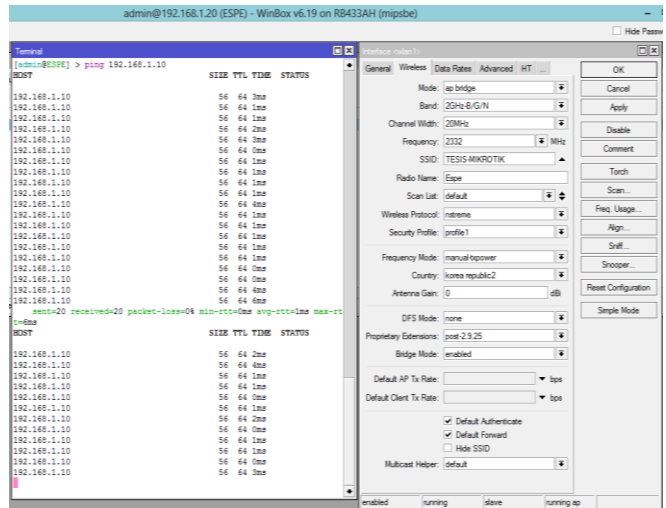 admin@192.168.1.20 (ESPE) - WinBox v6.19 on RB433AH (mipsbe)
Hide Passw
Terminal
[admin@ESPE] > ping 192.168.1.10
HOST SIZE TTL TIME STATUS
192.168.1.10 56 64 3ms
192.168.1.10 56 64 1ms
192.168.1.10 56 64 1ms
192.168.1.10 56 64 2ms
192.168.1.10 56 64 3ms
192.168.1.10 56 64 0ms
192.168.1.10 56 64 1ms
192.168.1.10 56 64 1ms
192.168.1.10 56 64 1ms
192.168.1.10 56 64 4ms
192.168.1.10 56 64 1ms
192.168.1.10 56 64 1ms
192.168.1.10 56 64 1ms
192.168.1.10 56 64 1ms
192.168.1.10 56 64 0ms
192.168.1.10 56 64 1ms
192.168.1.10 56 64 0ms
192.168.1.10 56 64 0ms
192.168.1.10 56 64 4ms
192.168.1.10 56 64 6ms
sent=20 received=20 packet-loss=0% min-rtt=0ms avg-rtt=1ms max-rt
t=6ms
HOST SIZE TTL TIME STATUS
192.168.1.10 56 64 2ms
192.168.1.10 56 64 4ms
192.168.1.10 56 64 1ms
192.168.1.10 56 64 0ms
192.168.1.10 56 64 1ms
192.168.1.10 56 64 2ms
192.168.1.10 56 64 0ms
192.168.1.10 56 64 1ms
192.168.1.10 56 64 1ms
192.168.1.10 56 64 0ms
192.168.1.10 56 64 3ms
Interface <wlan1>
General Wireless Data Rates Advanced HT ...
Mode: ap bridge
Band: 2GHz-B/G/N
Channel Width: 20MHz
Frequency: 2332 MHz
SSID: TESIS-MIKROTIK
Radio Name: Espe
Scan List: default
Wireless Protocol: nstreme
Security Profile: profile1
Frequency Mode: manual-txpower
Country: korea republic2
Antenna Gain: 0 dBi
DFS Mode: none
Proprietary Extensions: post-2.9.25
Bridge Mode: enabled
Default AP Tx Rate: bps
Default Client Tx Rate: bps
Default Authenticate
Default Forward
Hide SSID
Multicast Helper: default
OK
Cancel
Apply
Disable
Comment
Torch
Scan...
Freq. Usage...
Align...
Sniff...
Snooper...
Reset Configuration
Simple Mode
enabled running slave running ap